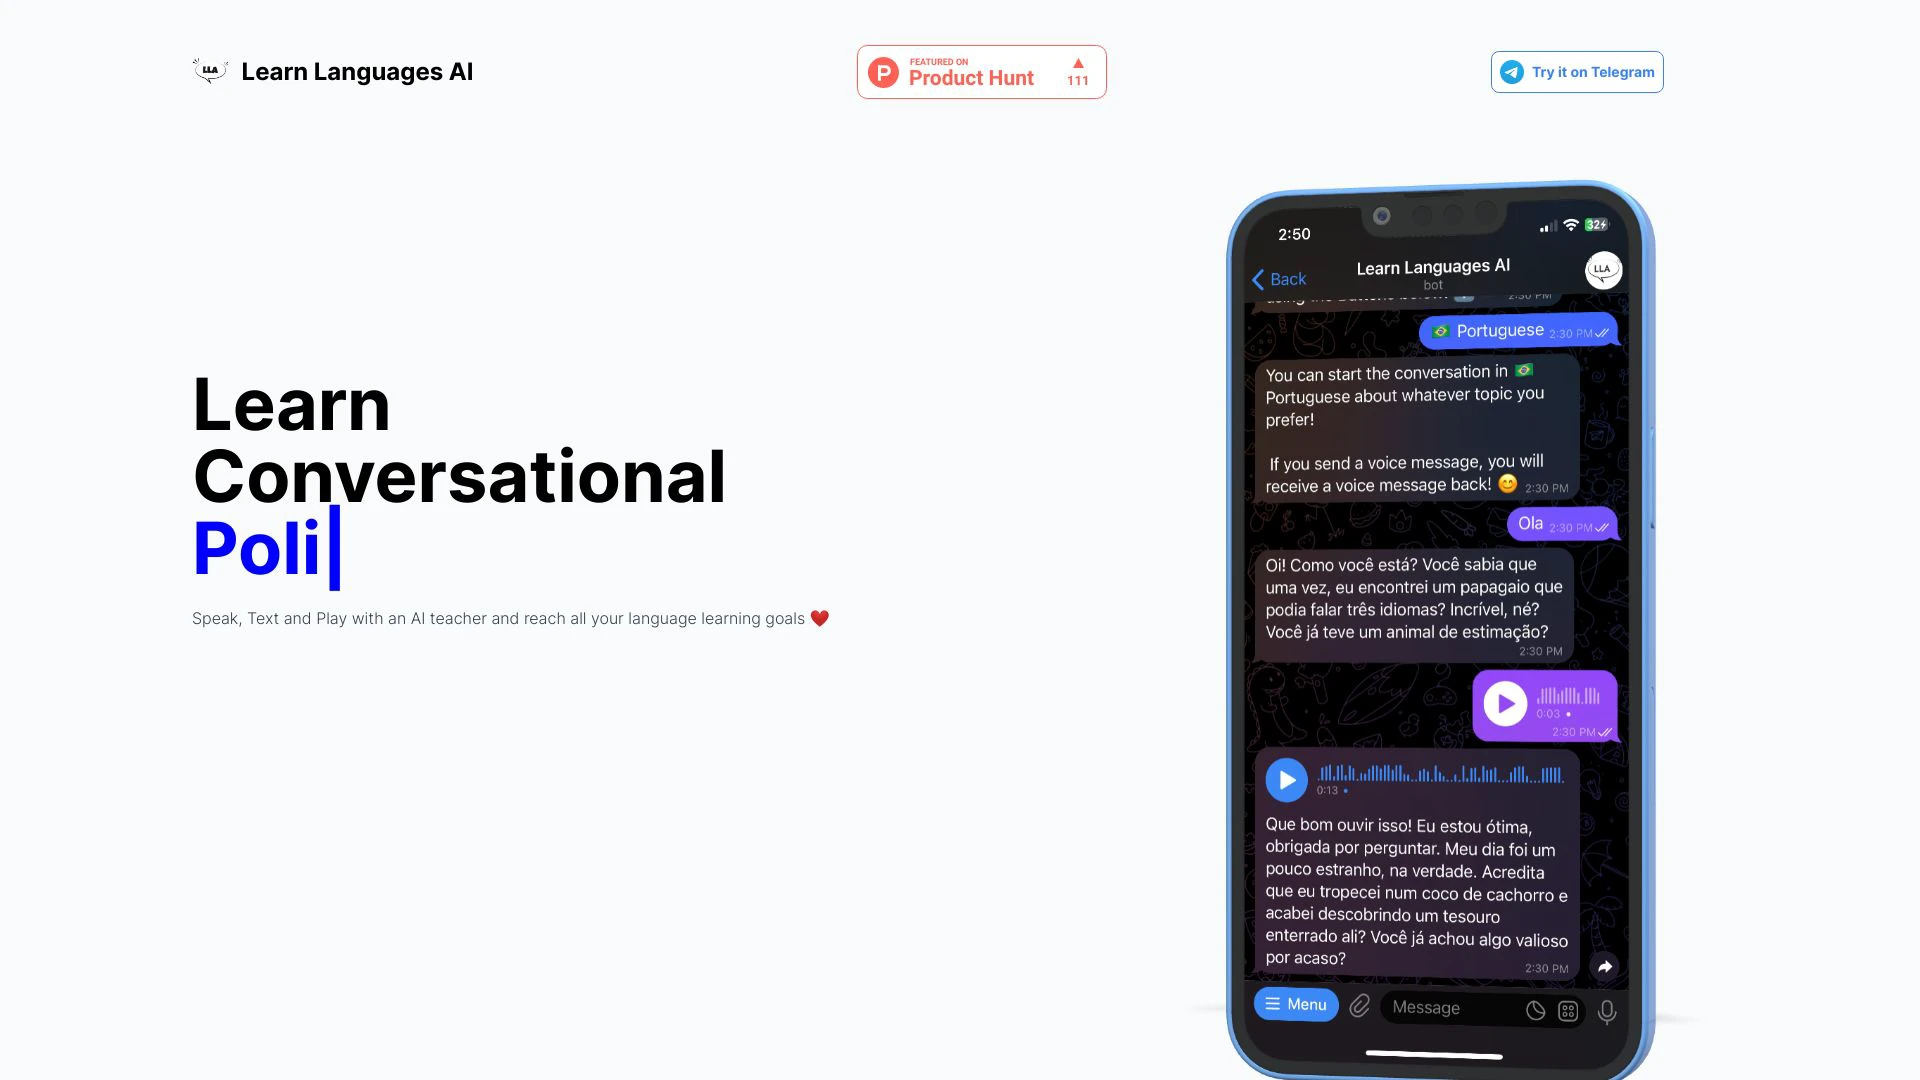 LLA
Learn Languages AI
FEATURED ON
Product Hunt
111
Try it on Telegram
Learn
Conversational
Poli
Speak, Text and Play with an AI teacher and reach all your language learning goals ❤️
2:50
32
Back
Learn Languages AI
bot
LLA
2:30 PM
🇧🇷 Portuguese 2:30 PM
You can start the conversation in 🇧🇷
Portuguese about whatever topic you
prefer!
If you send a voice message, you will
receive a voice message back! 😊 2:30 PM
Ola 2:30 PM
Oi! Como você está? Você sabia que
uma vez, eu encontrei um papagaio que
podia falar três idiomas? Incrível, né?
Você já teve um animal de estimação?
2:30 PM
0:03
2:30 PM
0:13
Que bom ouvir isso! Eu estou ótima,
obrigada por perguntar. Meu dia foi um
pouco estranho, na verdade. Acredita
que eu tropecei num coco de cachorro e
acabei descobrindo um tesouro
enterrado ali? Você já achou algo valioso
por acaso?
2:30 PM
Menu
Message